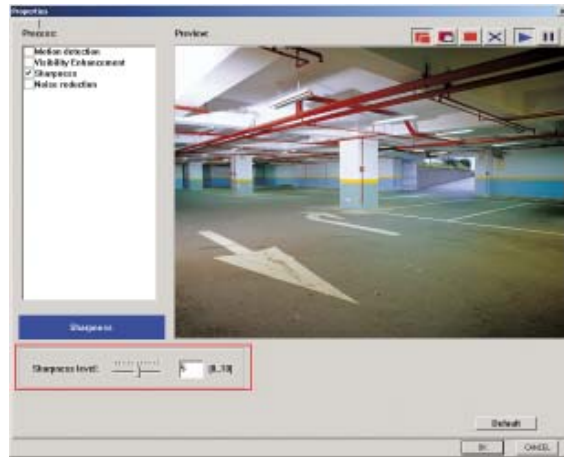 Properties
Process:
Preview:
Motion detection
Visibility Enhancement
Sharpness
Noise reduction
Sharpness
Sharpness level:
5
[0..10]
Default
OK
CANCEL